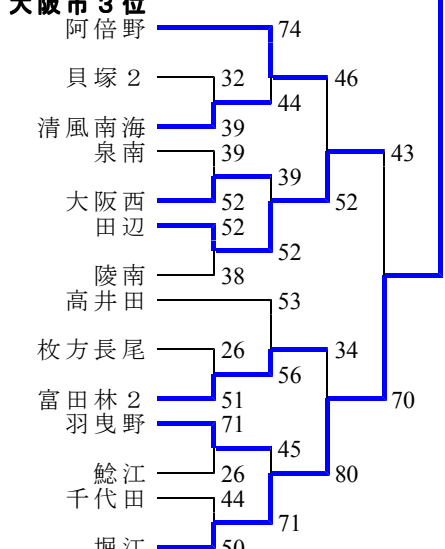 大阪市3位
阿倍野 74
貝塚2 32 46
44
清風南海 39
泉南 39 43
39
大阪西 52 52
田辺 52
52
陵南 38
高井田 53
枚方長尾 26 34
56
富田林2 51 70
羽曳野 71
45
鯰江 26 80
千代田 44
71
堀江 50